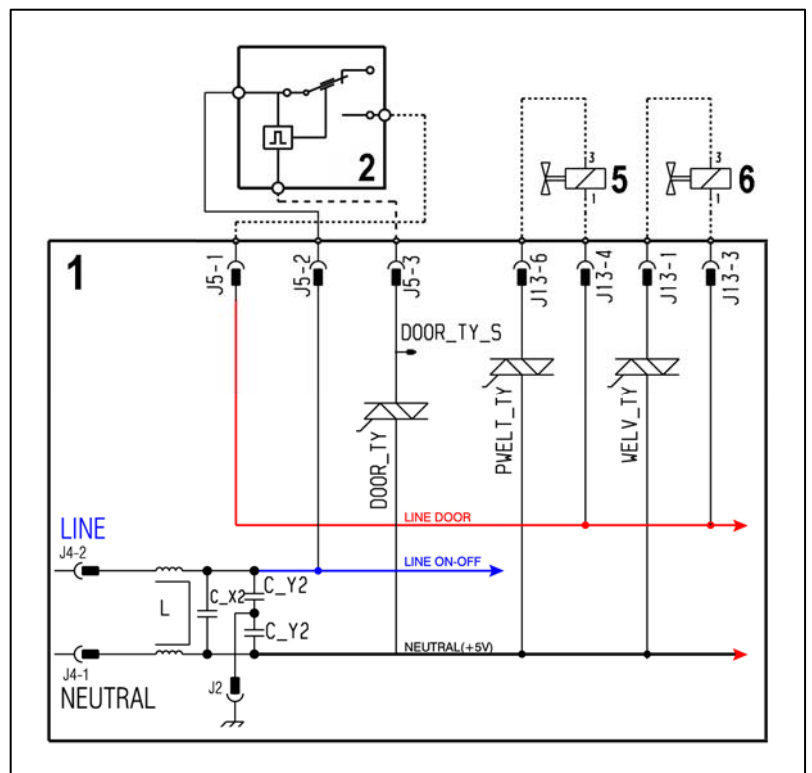 2
3
5
1
3
6
1
1
J5-1
J5-2
J5-3
J13-6
J13-4
J13-1
J13-3
DOOR_TY_S
DOOR_TY
PWELT_TY
WELV_TY
LINE DOOR
LINE
LINE ON-OFF
J4-2
L
C_X2
C_Y2
C_Y2
NEUTRAL(+5V)
J4-1
NEUTRAL
J2